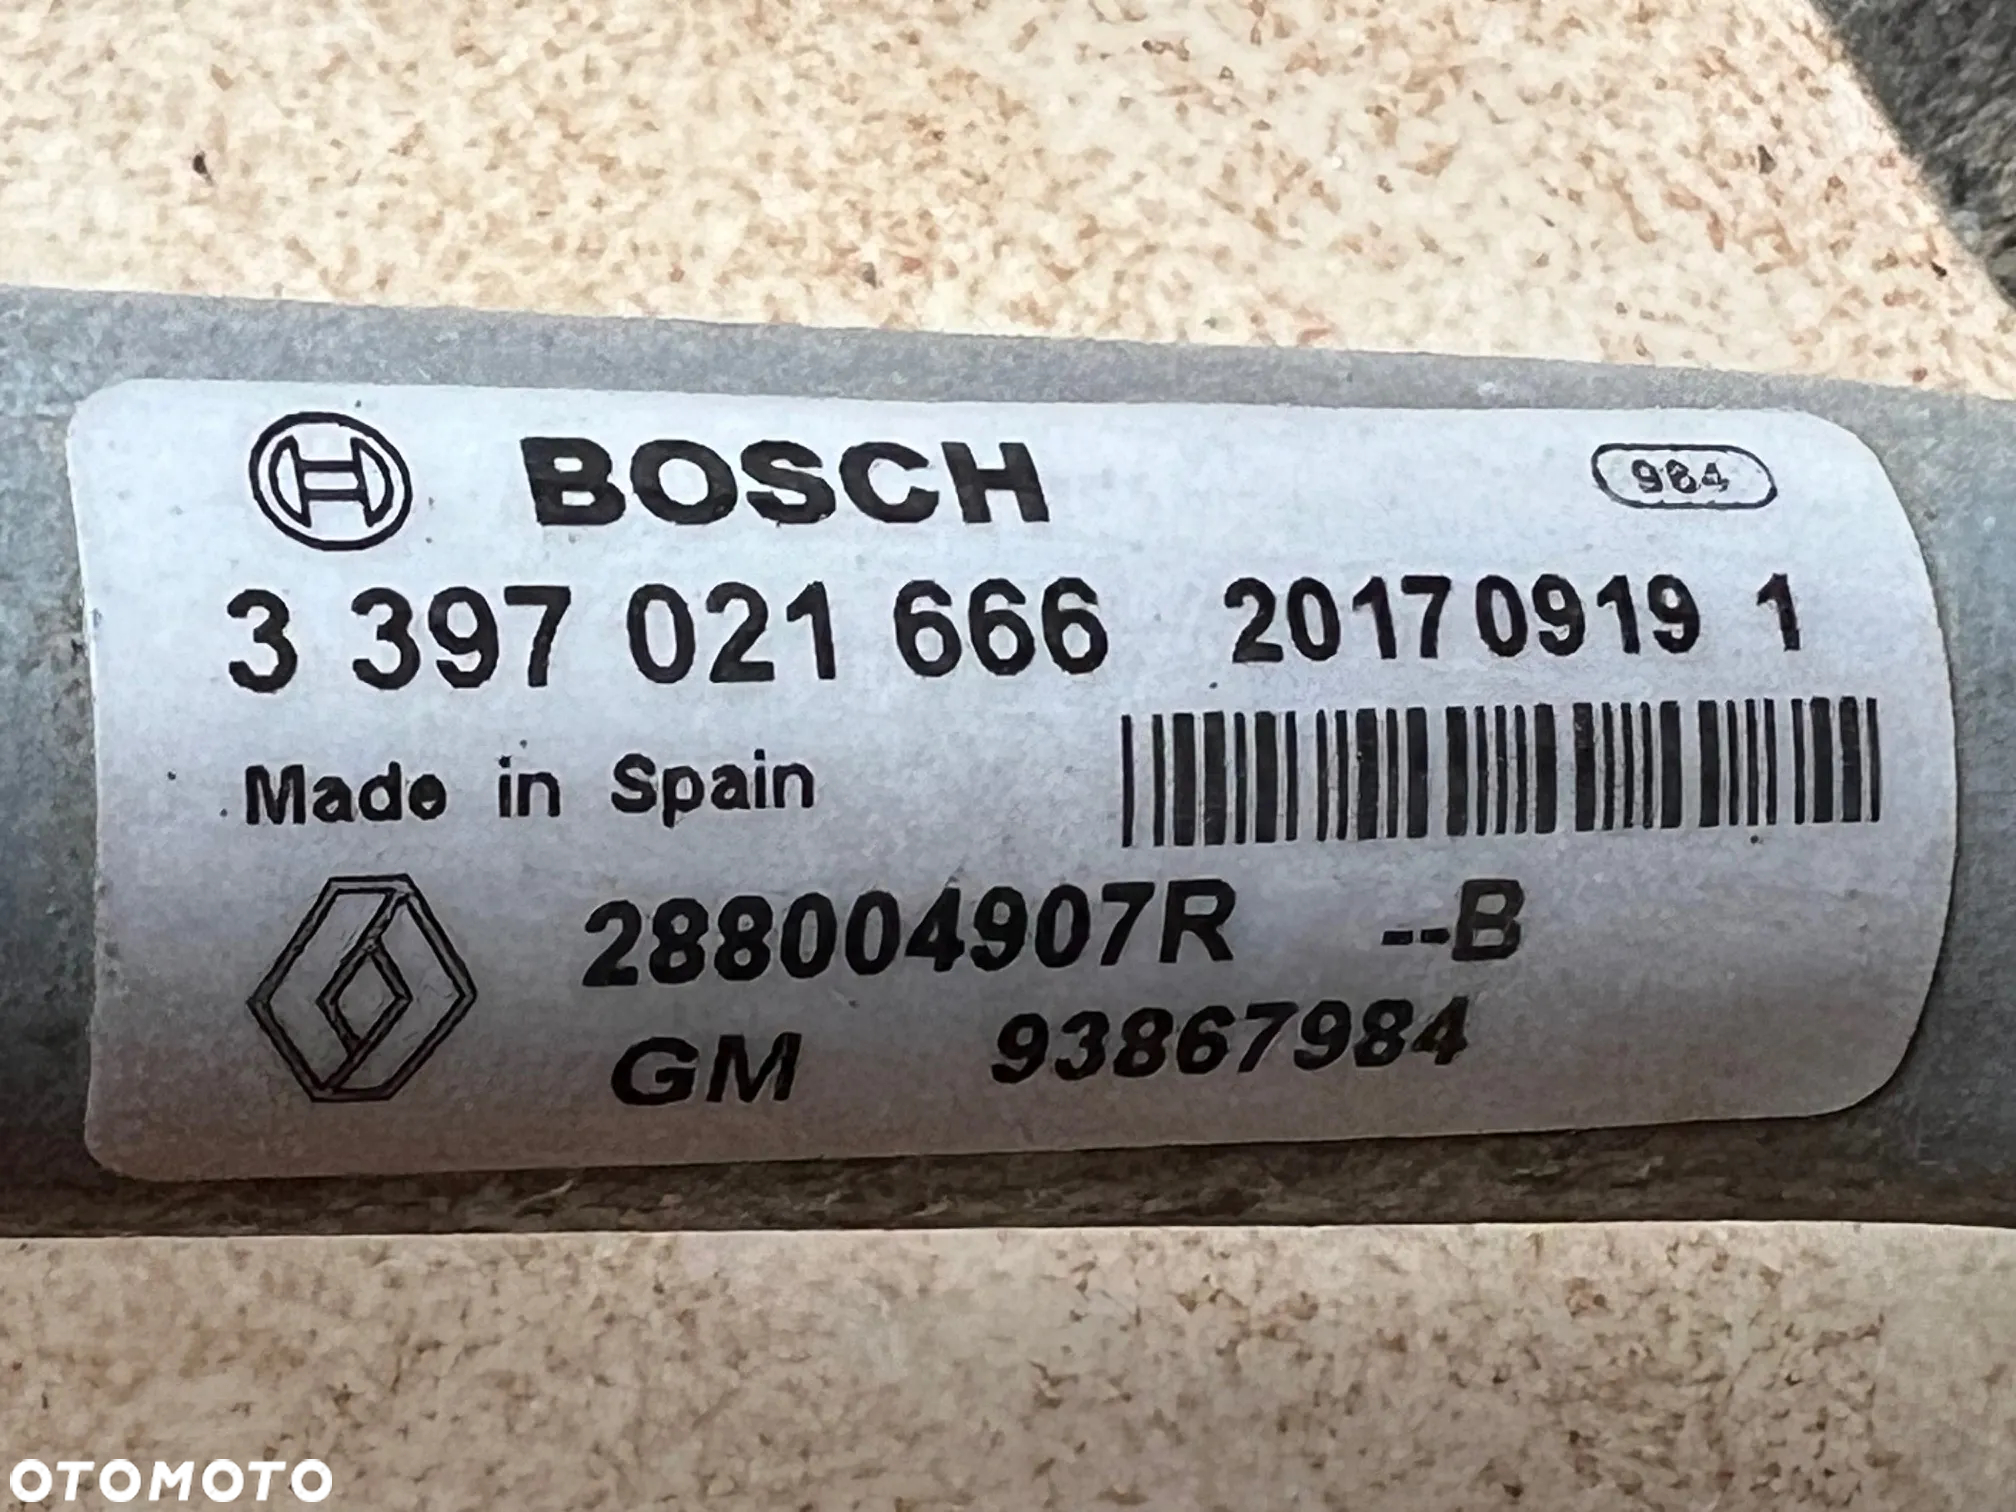 BOSCH 984
3 397 021 666 20170919 1
Made in Spain
288004907R --B
GM 93867984
OTOMOTO